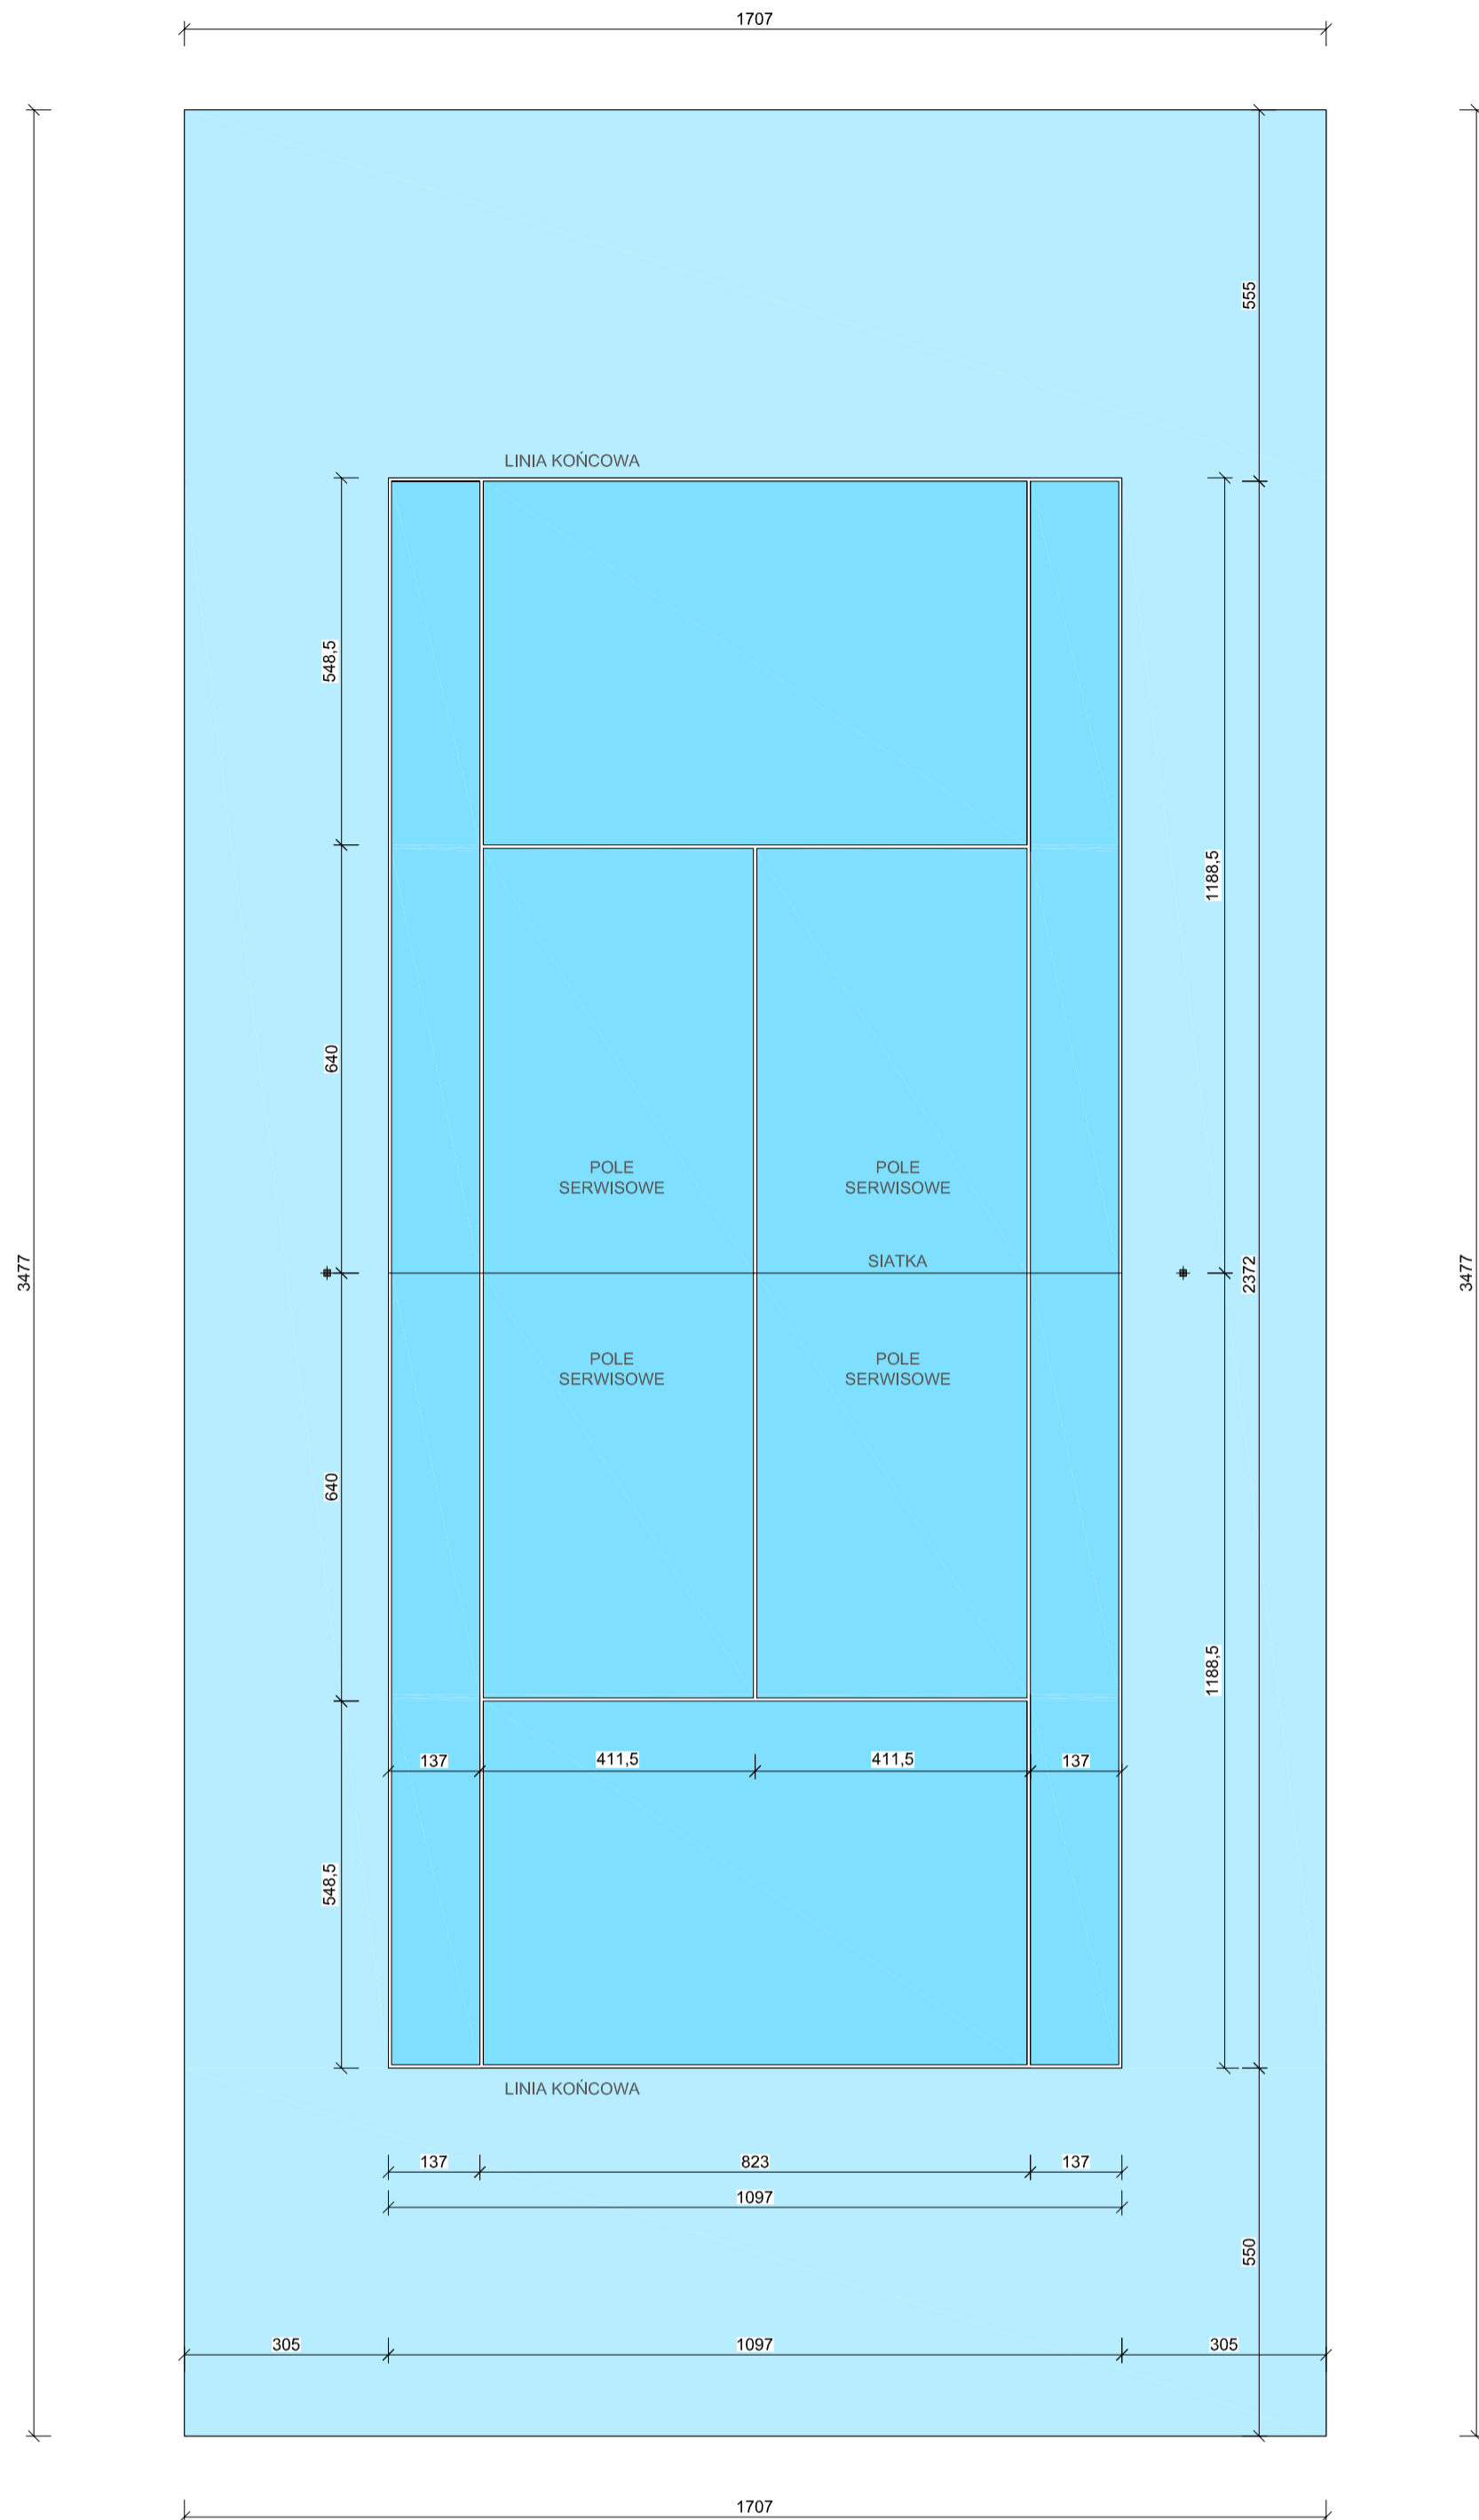 1707
555
LINIA KOŃCOWA
548,5
1188,5
640
POLE
SERWISOWE
POLE
SERWISOWE
SIATKA
3477
2372
3477
POLE
SERWISOWE
POLE
SERWISOWE
640
1188,5
137
411,5
411,5
137
548,5
LINIA KOŃCOWA
137
823
137
1097
550
305
1097
305
1707